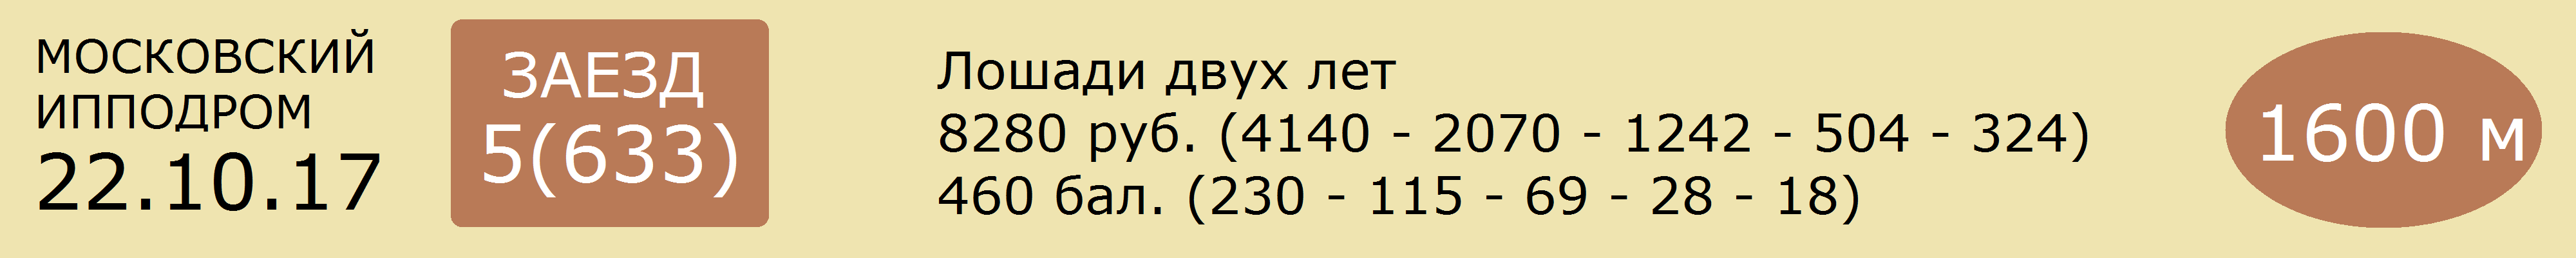 МОСКОВСКИЙ
ИППОДРОМ
22.10.17
ЗАЕЗД
5(633)
Лошади двух лет
8280 руб. (4140 - 2070 - 1242 - 504 - 324)
460 бал. (230 - 115 - 69 - 28 - 18)
1600 м